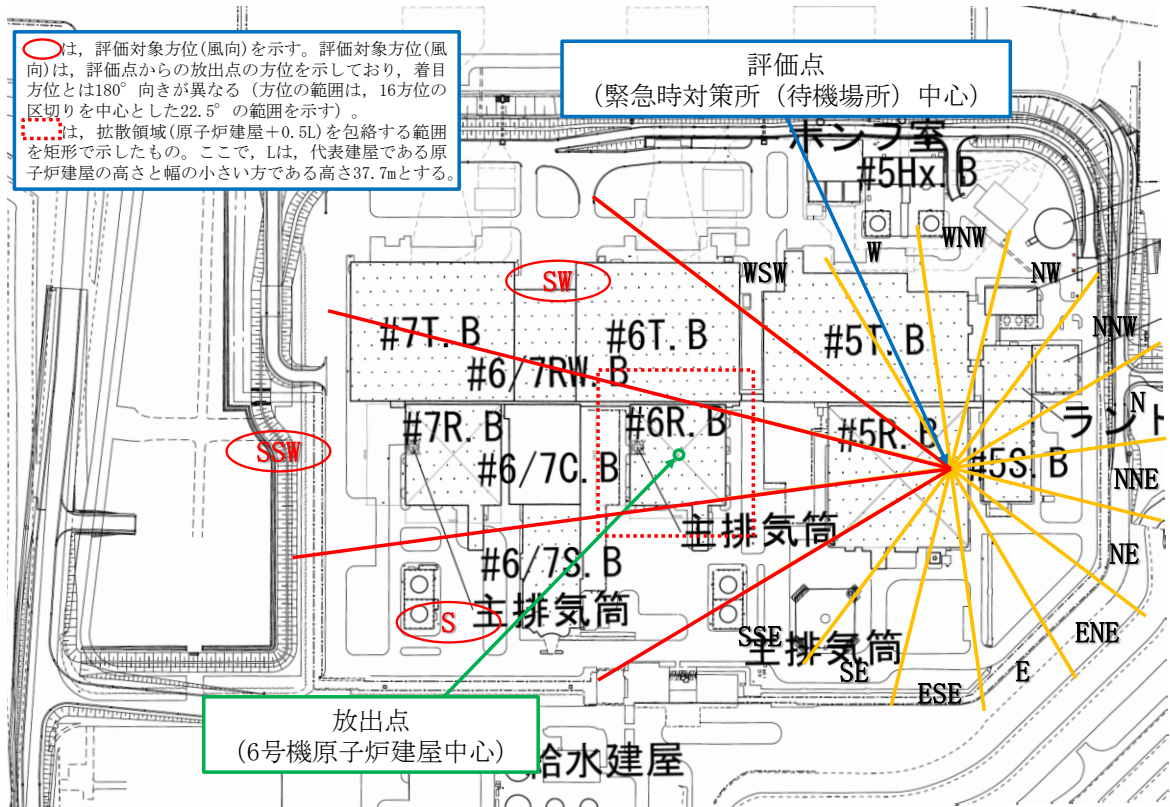 は，評価対象方位(風向)を示す。評価対象方位(風
向)は，評価点からの放出点の方位を示しており，着目
方位とは180°向きが異なる（方位の範囲は，16方位の
区切りを中心とした22.5°の範囲を示す）。
は，拡散領域(原子炉建屋＋0.5L)を包絡する範囲
を矩形で示したもの。ここで，Lは，代表建屋である原
子炉建屋の高さと幅の小さい方である高さ37.7mとする。
評価点
（緊急時対策所（待機場所）中心）
ポンプ室
#5Hx.B
W
WNW
WSW
NW
SW
NNW
#7T.B
#6T.B
#5T.B
#6/7RW.B
N
ランド
#7R.B
#6R.B
#5R.B
SSW
#6/7C.B
#5S.B
NNE
主排気筒
NE
#6/7S.B
主排気筒
S
ENE
SSE
主排気筒
SE
E
ESE
放出点
（6号機原子炉建屋中心）
給水建屋